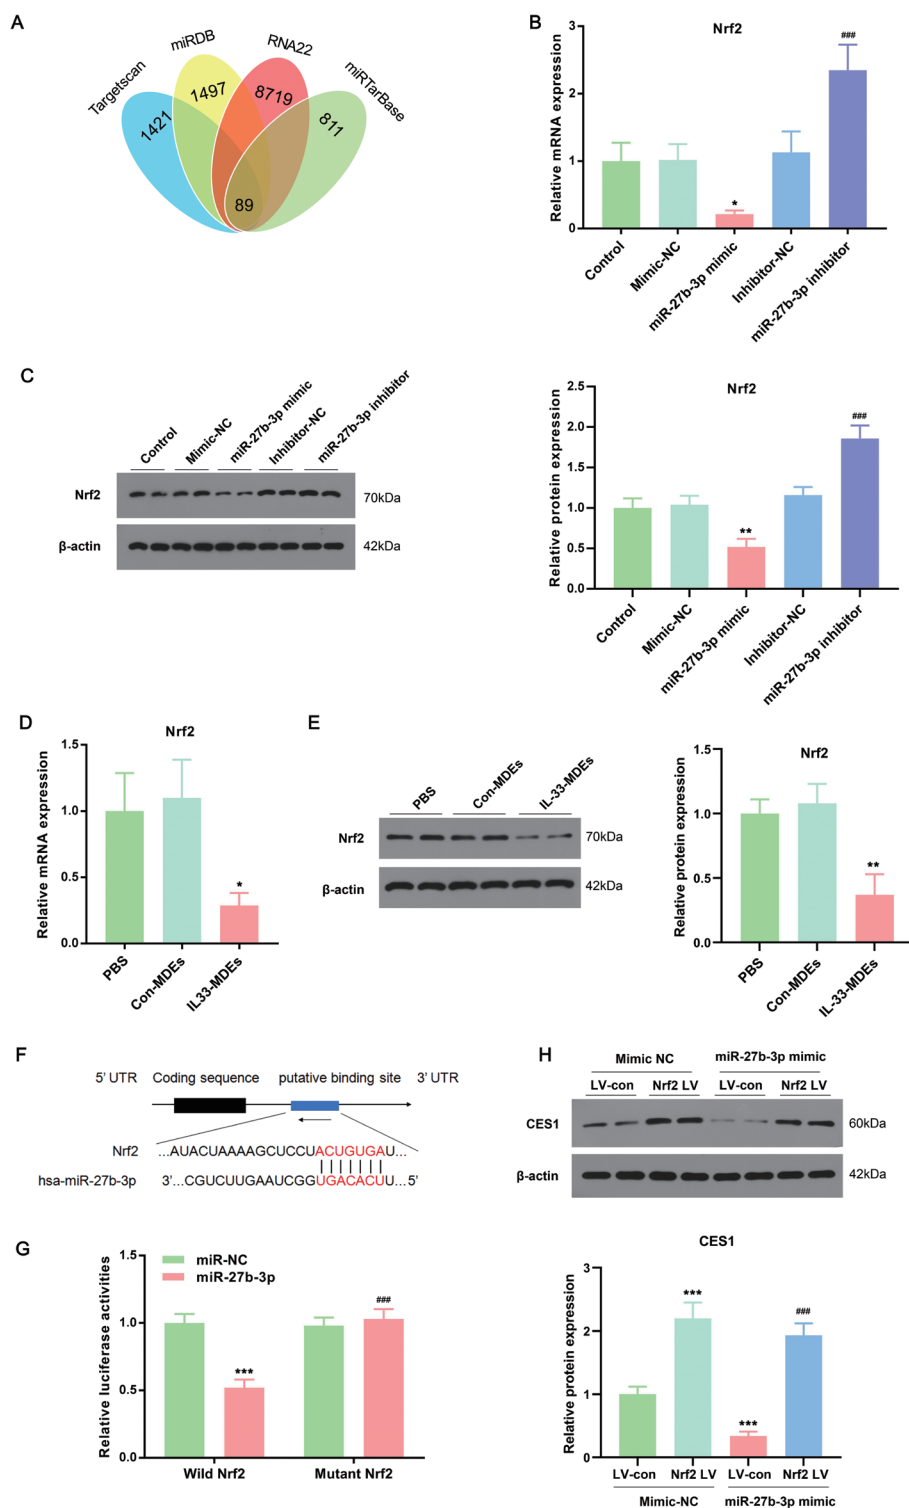 A
Targetscan
miRDB
RNA22
miRTarBase
1421
1497
8719
811
89
B
Nrf2
Relative mRNA expression
3
2
1
0
*
###
Control
Mimic-NC
miR-27b-3p mimic
Inhibitor-NC
miR-27b-3p inhibitor
C
Control
Mimic-NC
miR-27b-3p mimic
Inhibitor-NC
miR-27b-3p inhibitor
Nrf2
70kDa
β-actin
42kDa
Nrf2
Relative protein expression
2.5
2.0
1.5
1.0
0.5
0.0
**
###
Control
Mimic-NC
miR-27b-3p mimic
Inhibitor-NC
miR-27b-3p inhibitor
D
Nrf2
Relative mRNA expression
1.5
1.0
0.5
0.0
*
PBS
Con-MDEs
IL33-MDEs
E
PBS
Con-MDEs
IL-33-MDEs
Nrf2
70kDa
β-actin
42kDa
Nrf2
Relative protein expression
1.5
1.0
0.5
0.0
**
PBS
Con-MDEs
IL-33-MDEs
F
5' UTR Coding sequence putative binding site 3' UTR
Nrf2 ...AUACUAAAAGCUCCUACUGUGAU...
hsa-miR-27b-3p 3'...CGUCUUGAAUCGGUGACACUU...5'
G
miR-NC
miR-27b-3p
Relative luciferase activities
1.5
1.0
0.5
0.0
***
###
Wild Nrf2
Mutant Nrf2
H
Mimic NC
miR-27b-3p mimic
LV-con Nrf2 LV LV-con Nrf2 LV
CES1
60kDa
β-actin
42kDa
CES1
Relative protein expression
3
2
1
0
***
***
###
LV-con Nrf2 LV LV-con Nrf2 LV
Mimic-NC miR-27b-3p mimic